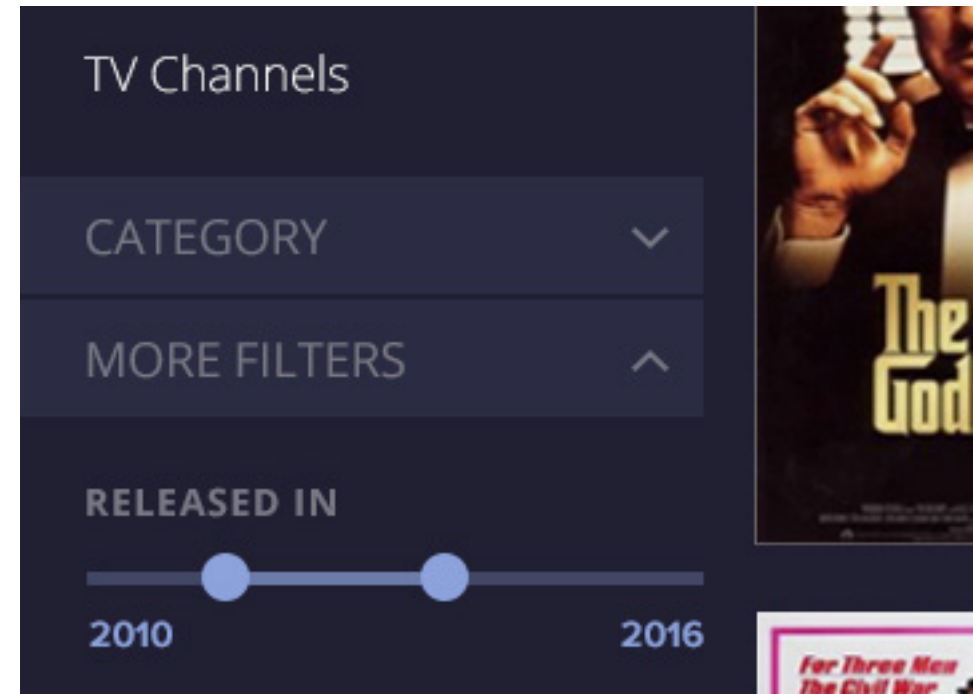 TV Channels
CATEGORY
MORE FILTERS
RELEASED IN
2010
2016
The
God
For Three Men
The Civil War